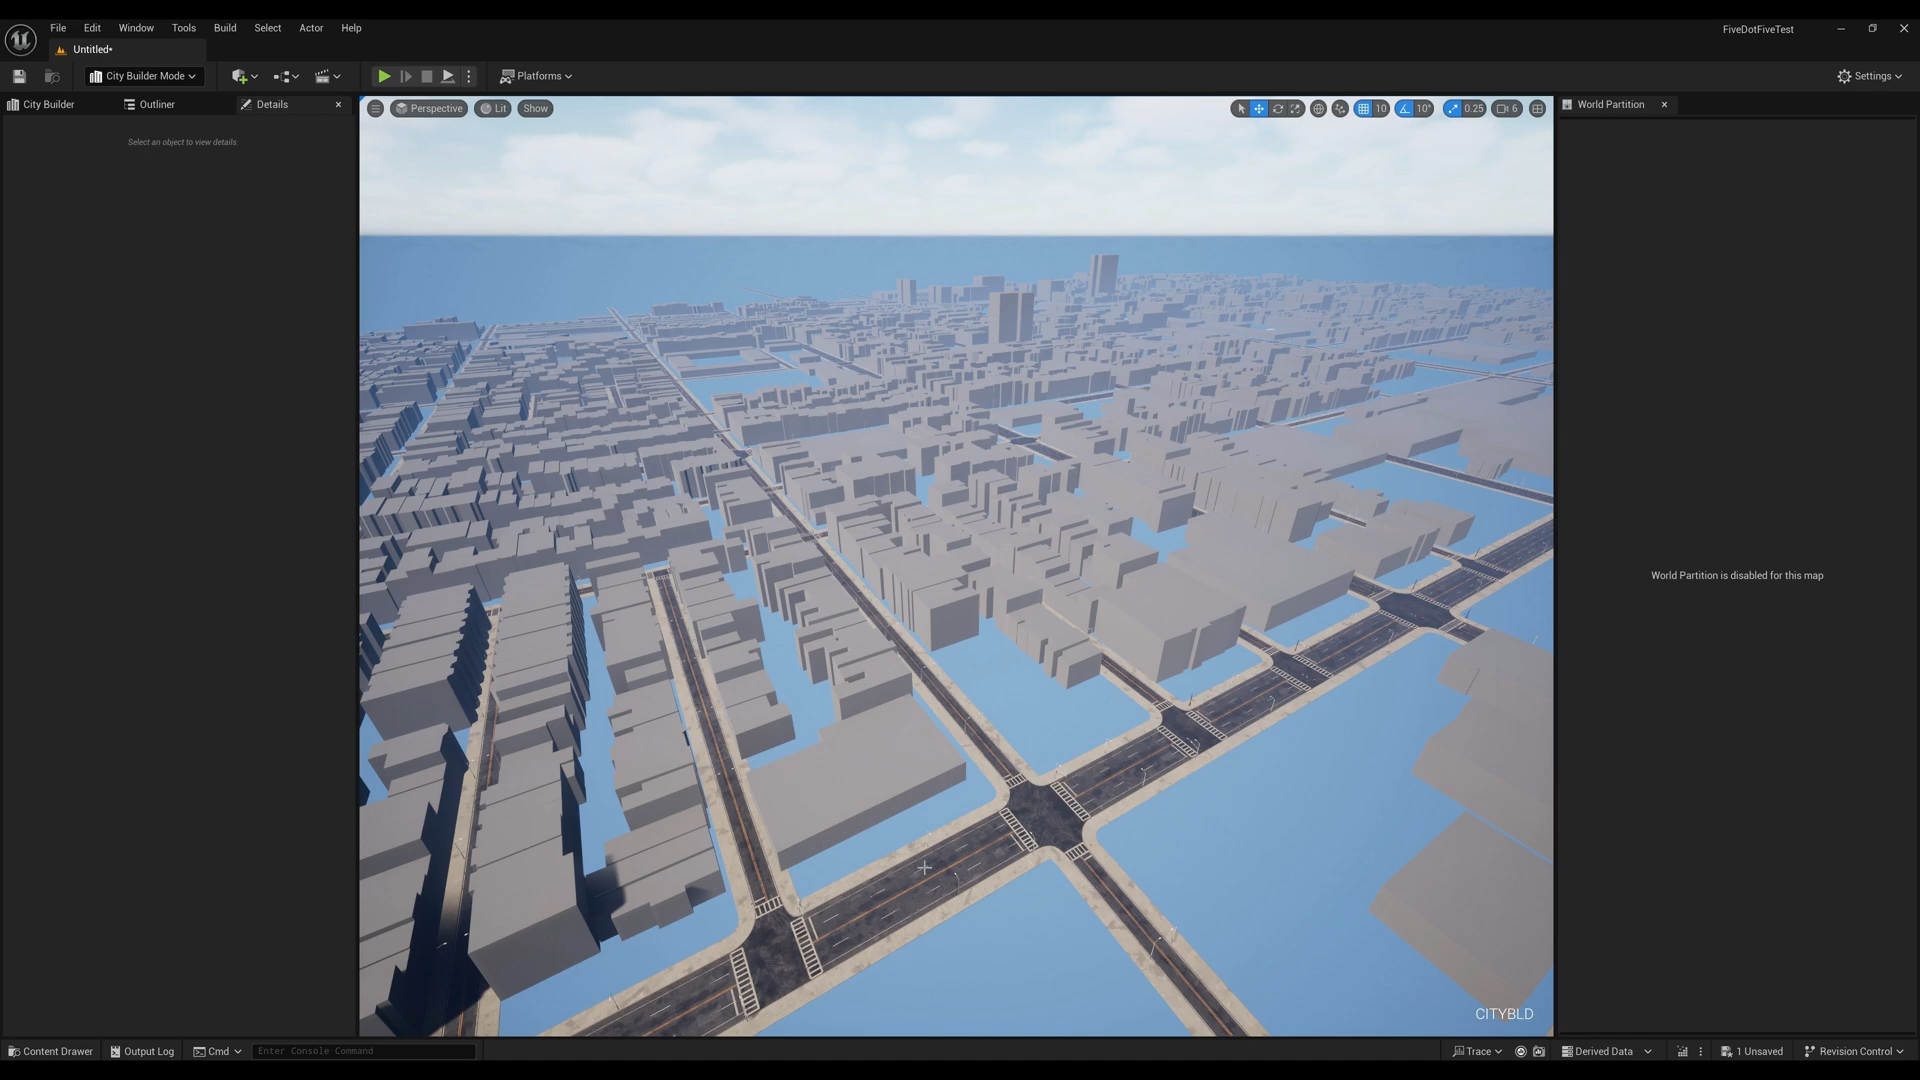 File Edit Window Tools Build Select Actor Help
FiveDotFiveTest
Untitled*
City Builder Mode
Platforms
Settings
City Builder
Outliner
Details
Perspective
Lit
Show
10
10°
0.25
6
World Partition
Select an object to view details.
World Partition is disabled for this map
CITYBLD
Content Drawer
Output Log
Cmd
Enter Console Command
Trace
Derived Data
1 Unsaved
Revision Control